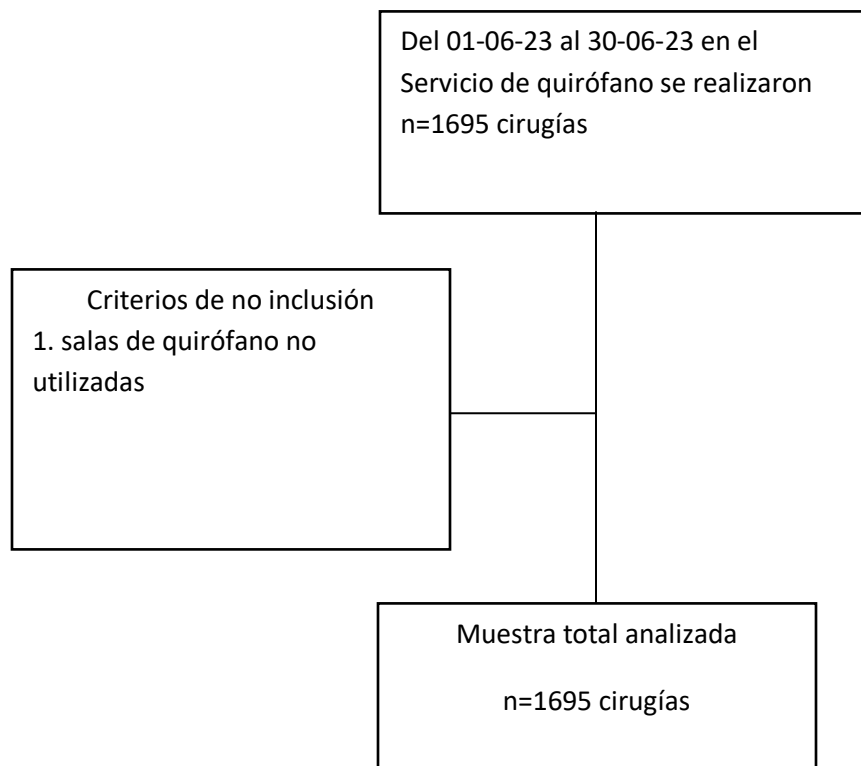 Del 01-06-23 al 30-06-23 en el
Servicio de quirófano se realizaron
n=1695 cirugías
Criterios de no inclusión
1. salas de quirófano no
utilizadas
Muestra total analizada
n=1695 cirugías